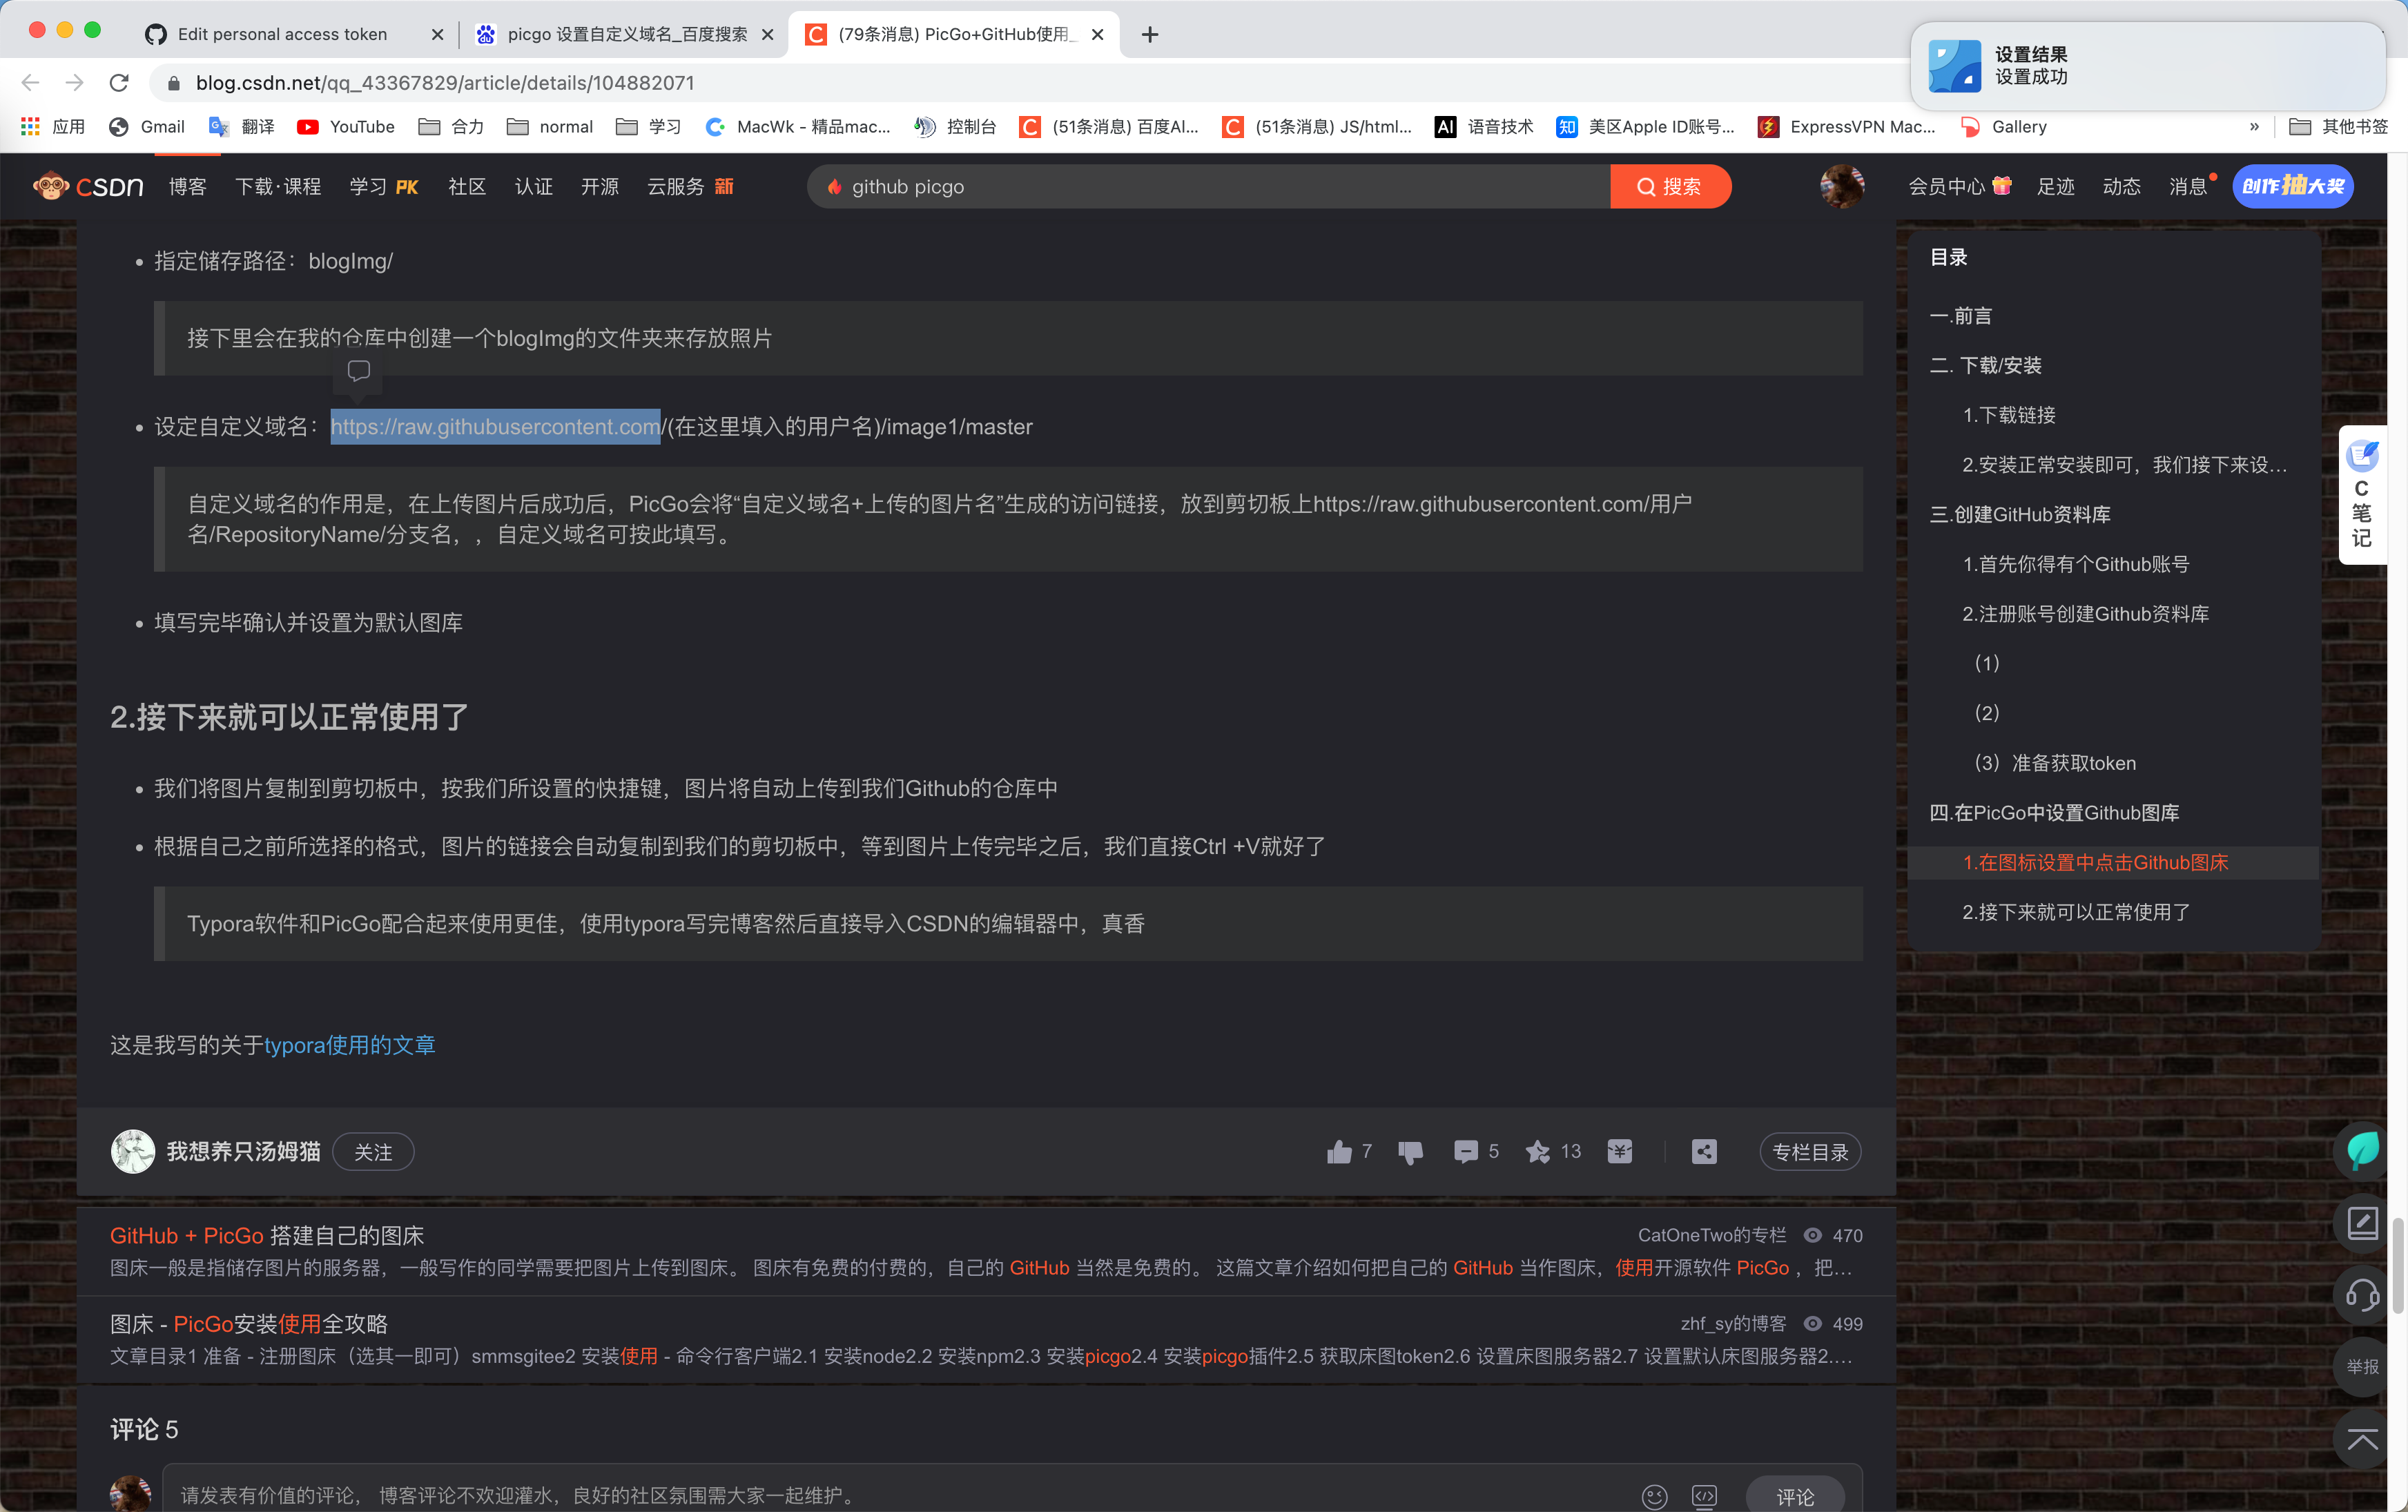 Edit personal access token
picgo 设置自定义域名_百度搜索
(79条消息) PicGo+GitHub使用_
设置结果
设置成功
blog.csdn.net/qq_43367829/article/details/104882071
应用
Gmail
翻译
YouTube
合力
normal
学习
MacWk - 精品mac...
控制台
(51条消息) 百度AI...
(51条消息) JS/html...
AI
语音技术
知
美区Apple ID账号...
ExpressVPN Mac...
Gallery
»
其他书签
CSDN
博客
下载·课程
学习 PK
社区
认证
开源
云服务 新
github picgo
搜索
会员中心
足迹
动态
消息
创作抽大奖
指定储存路径：blogImg/
接下里会在我的仓库中创建一个blogImg的文件夹来存放照片
设定自定义域名：https://raw.githubusercontent.com/(在这里填入的用户名)/image1/master
自定义域名的作用是，在上传图片后成功后，PicGo会将“自定义域名+上传的图片名”生成的访问链接，放到剪切板上https://raw.githubusercontent.com/用户
名/RepositoryName/分支名，，自定义域名可按此填写。
填写完毕确认并设置为默认图库
2.接下来就可以正常使用了
我们将图片复制到剪切板中，按我们所设置的快捷键，图片将自动上传到我们Github的仓库中
根据自己之前所选择的格式，图片的链接会自动复制到我们的剪切板中，等到图片上传完毕之后，我们直接Ctrl +V就好了
Typora软件和PicGo配合起来使用更佳，使用typora写完博客然后直接导入CSDN的编辑器中，真香
这是我写的关于typora使用的文章
我想养只汤姆猫
关注
7
5
13
专栏目录
GitHub + PicGo 搭建自己的图床
CatOneTwo的专栏
470
图床一般是指储存图片的服务器，一般写作的同学需要把图片上传到图床。 图床有免费的付费的，自己的 GitHub 当然是免费的。 这篇文章介绍如何把自己的 GitHub 当作图床，使用开源软件 PicGo ，把…
图床 - PicGo安装使用全攻略
zhf_sy的博客
499
文章目录1 准备 - 注册图床（选其一即可）smmsgitee2 安装使用 - 命令行客户端2.1 安装node2.2 安装npm2.3 安装picgo2.4 安装picgo插件2.5 获取床图token2.6 设置床图服务器2.7 设置默认床图服务器2.…
评论 5
请发表有价值的评论， 博客评论不欢迎灌水，良好的社区氛围需大家一起维护。
评论
目录
一.前言
二. 下载/安装
1.下载链接
2.安装正常安装即可，我们接下来设…
三.创建GitHub资料库
1.首先你得有个Github账号
2.注册账号创建Github资料库
（1）
（2）
（3）准备获取token
四.在PicGo中设置Github图库
1.在图标设置中点击Github图床
2.接下来就可以正常使用了
C
笔
记
举报